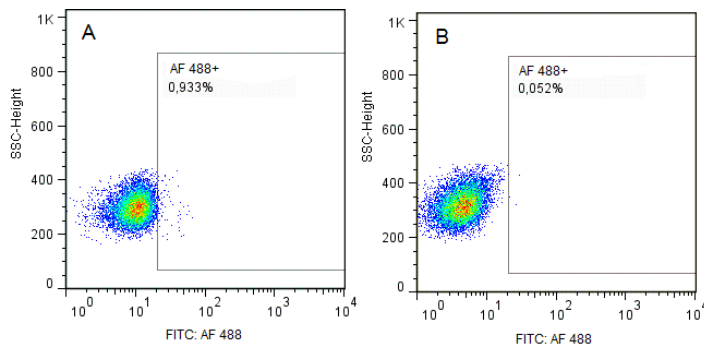 A
1K
AF 488+
0,933%
800
600
400
200
0
SSC-Height
10^0 10^1 10^2 10^3 10^4
FITC: AF 488
B
1K
AF 488+
0,052%
800
600
400
200
0
SSC-Height
10^0 10^1 10^2 10^3 10^4
FITC: AF 488